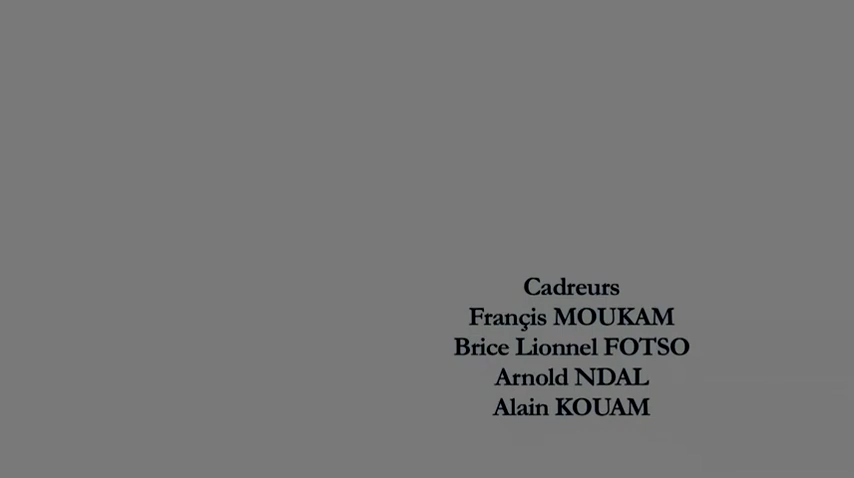 Cadreurs
Françis MOUKAM
Brice Lionnel FOTSO
Arnold NDAL
Alain KOUAM